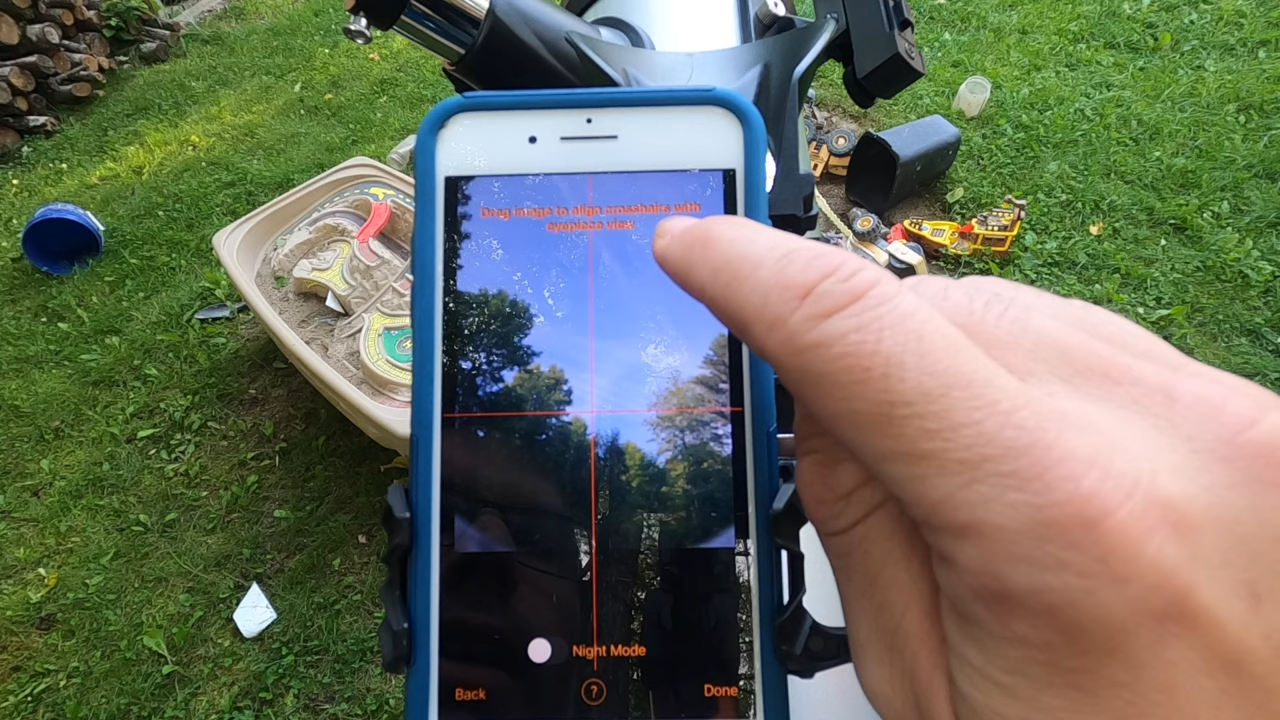 Drag image to align crosshairs with
eyepiece view
Night Mode
Back
?
Done